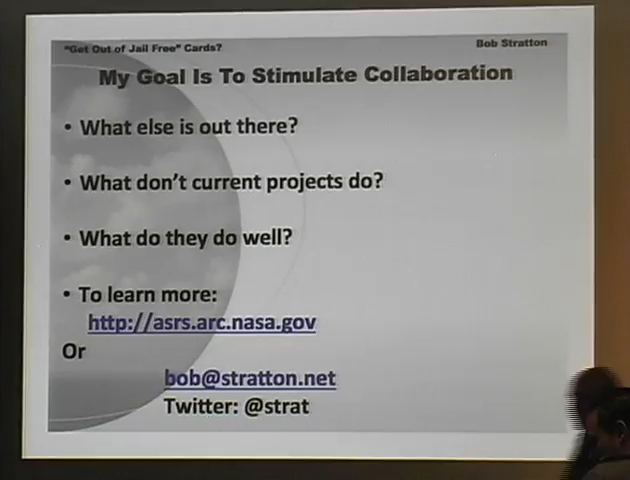 "Get Out of Jail Free" Cards?
Bob Stratton
My Goal Is To Stimulate Collaboration
• What else is out there?
• What don't current projects do?
• What do they do well?
• To learn more:
http://asrs.arc.nasa.gov
Or
bob@stratton.net
Twitter: @strat